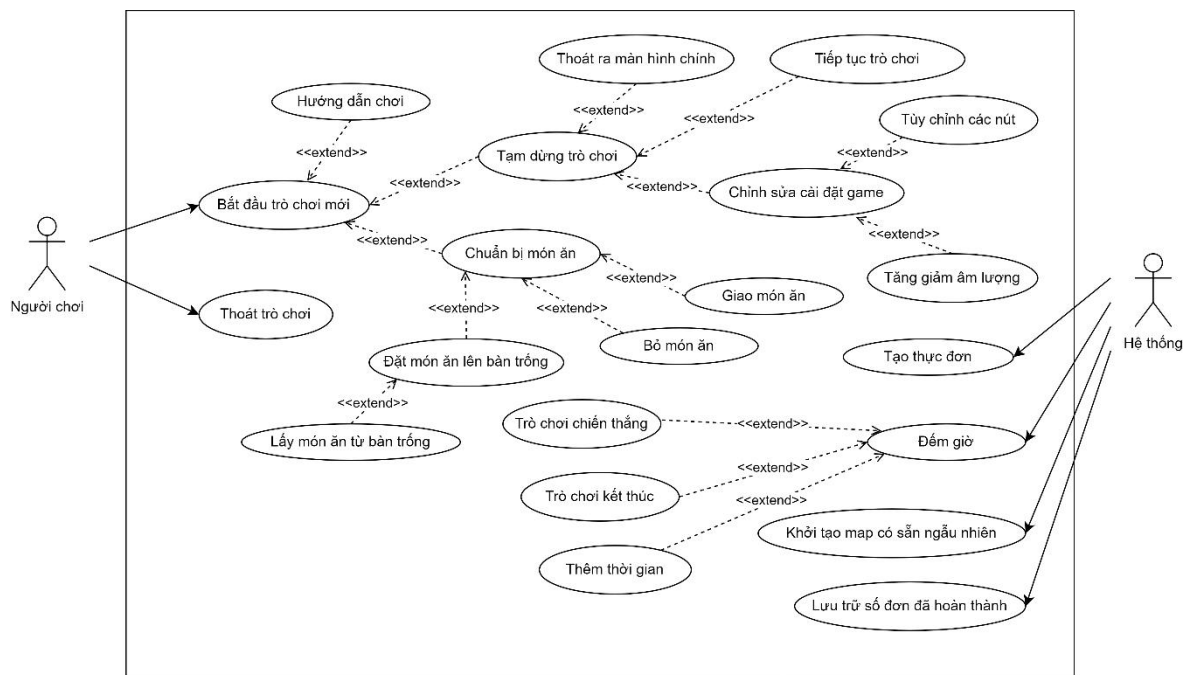 Thoát ra màn hình chính
Tiếp tục trò chơi
Hướng dẫn chơi
<<extend>>
<<extend>>
Tùy chỉnh các nút
<<extend>>
Tạm dừng trò chơi
<<extend>>
<<extend>>
<<extend>>
Chỉnh sửa cài đặt game
Bắt đầu trò chơi mới
<<extend>>
<<extend>>
Chuẩn bị món ăn
<<extend>>
Tăng giảm âm lượng
Giao món ăn
Người chơi
<<extend>>
<<extend>>
Thoát trò chơi
Hệ thống
Bỏ món ăn
Tạo thực đơn
Đặt món ăn lên bàn trống
<<extend>>
Trò chơi chiến thắng
<<extend>>
Lấy món ăn từ bàn trống
Đếm giờ
<<extend>>
Trò chơi kết thúc
<<extend>>
Khởi tạo map có sẵn ngẫu nhiên
Thêm thời gian
Lưu trữ số đơn đã hoàn thành